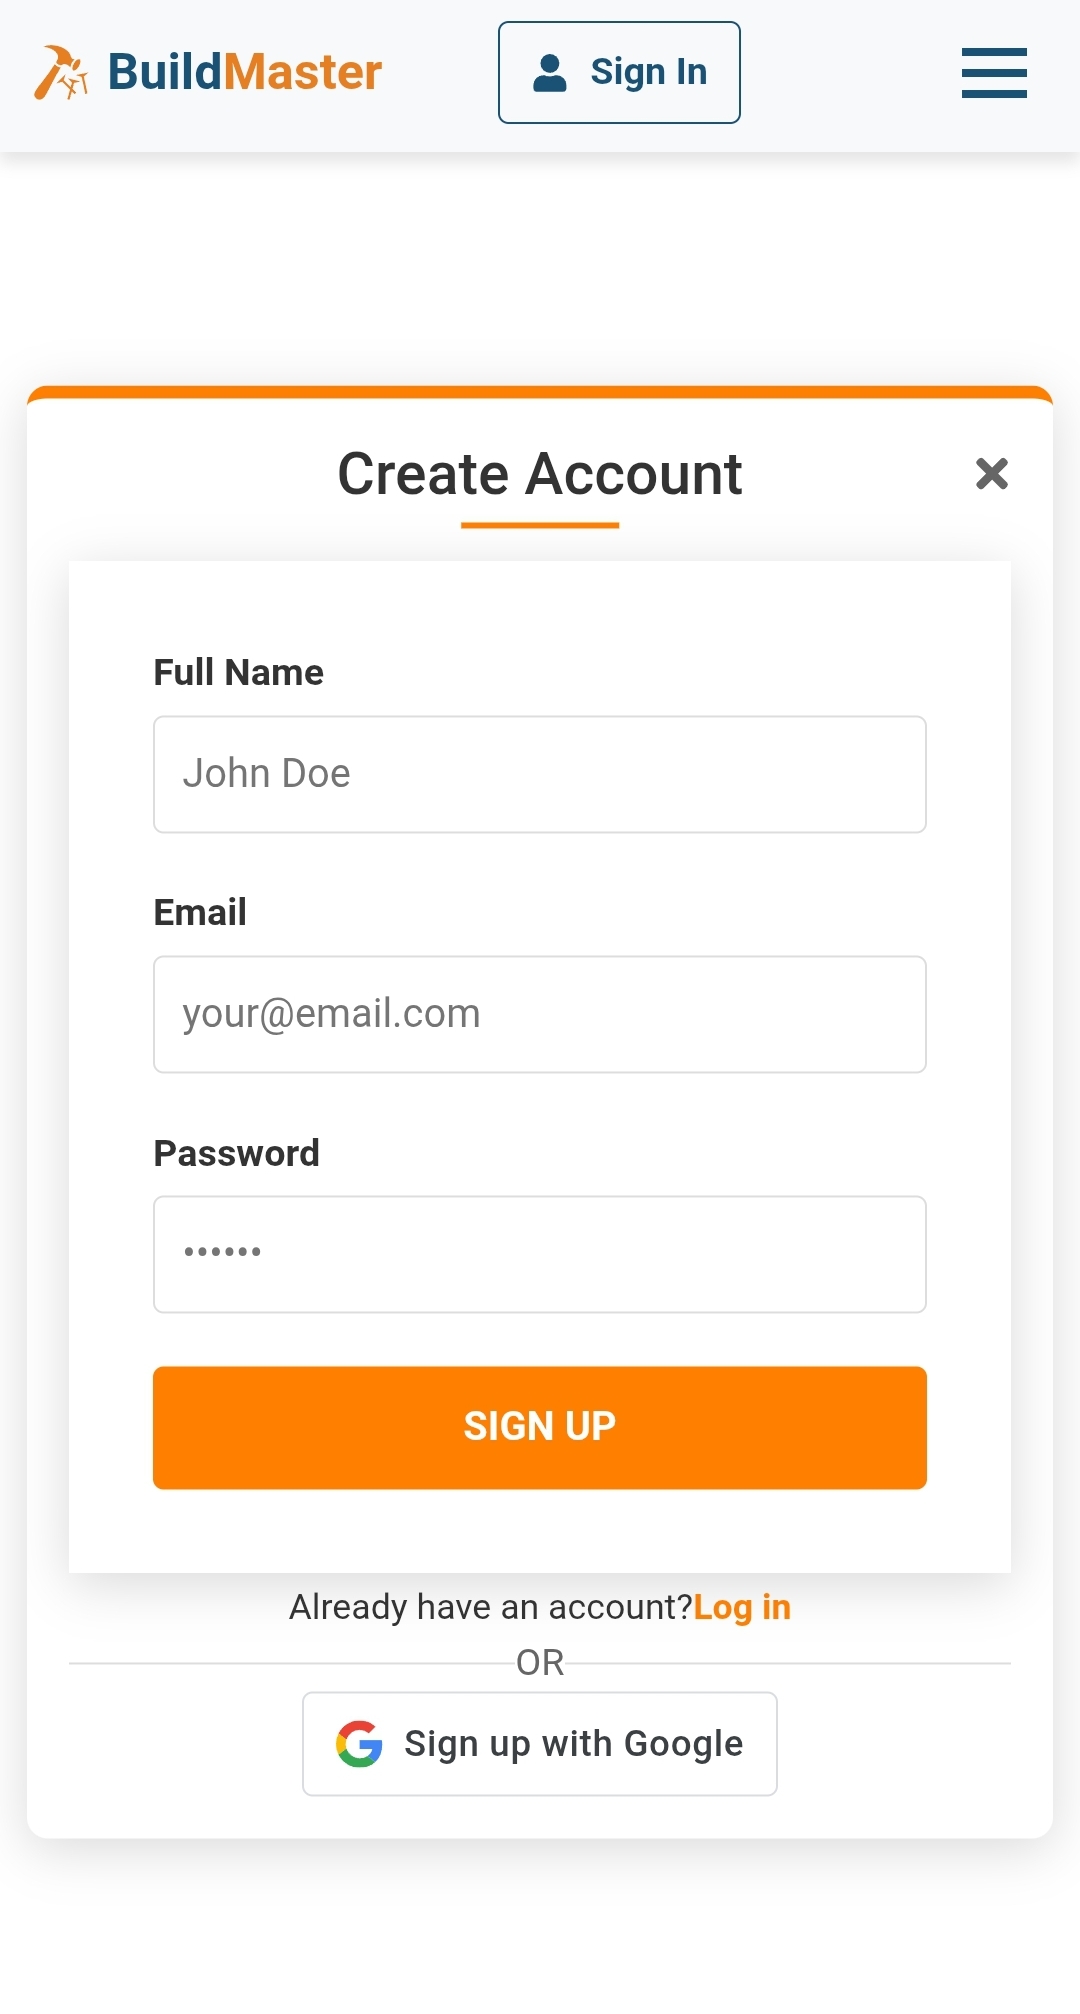 BuildMaster
Sign In
Create Account
Full Name
John Doe
Email
your@email.com
Password
••••••
SIGN UP
Already have an account?Log in
OR
Sign up with Google